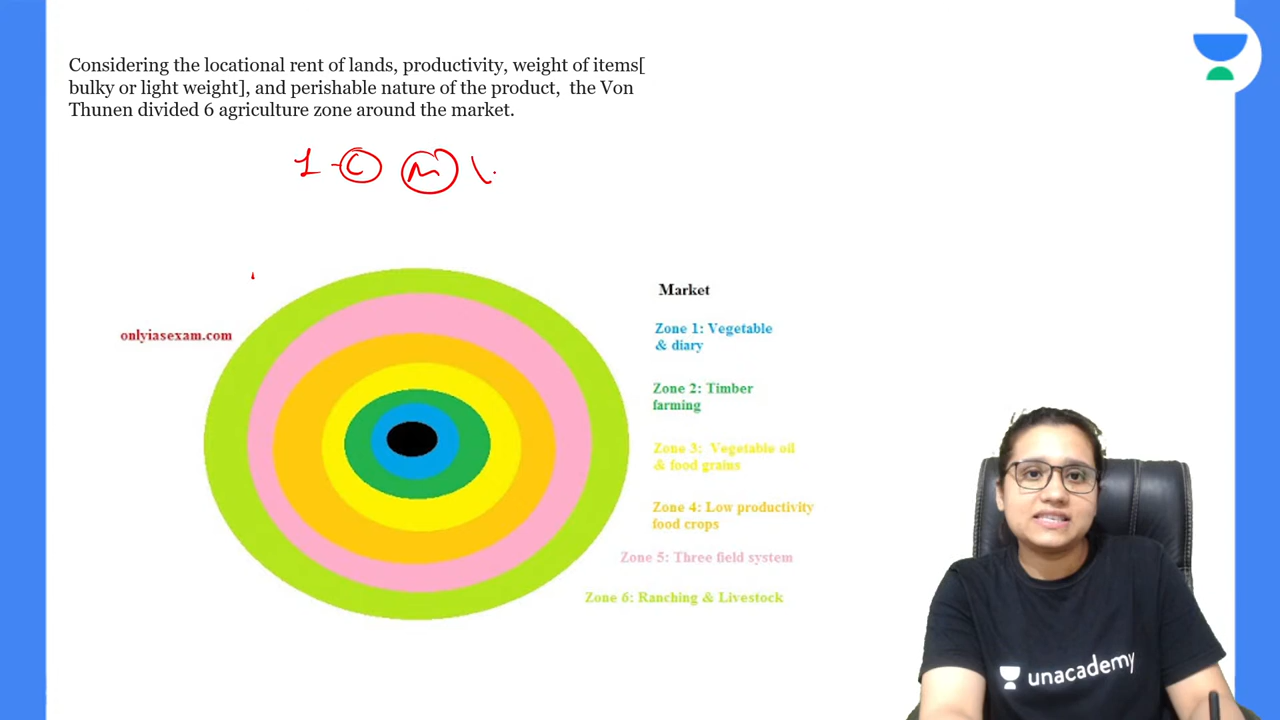 Considering the locational rent of lands, productivity, weight of items[
bulky or light weight], and perishable nature of the product, the Von
Thunen divided 6 agriculture zone around the market.
1 C M
onlyiasexam.com
Market
Zone 1: Vegetable
& diary
Zone 2: Timber
farming
Zone 3: Vegetable oil
& food grains
Zone 4: Low productivity
food crops
Zone 5: Three field system
Zone 6: Ranching & Livestock
unacademy